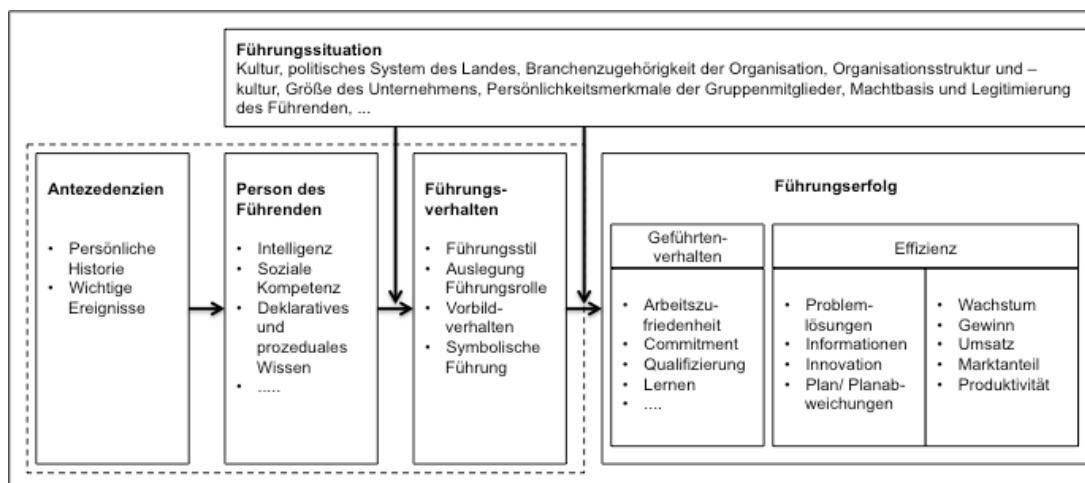 Führungssituation
Kultur, politisches System des Landes, Branchenzugehörigkeit der Organisation, Organisationsstruktur und –
kultur, Größe des Unternehmens, Persönlichkeitsmerkmale der Gruppenmitglieder, Machtbasis und Legitimierung
des Führenden, ...
Antezedenzien
• Persönliche
Historie
• Wichtige
Ereignisse
Person des
Führenden
• Intelligenz
• Soziale
Kompetenz
• Deklaratives
und
prozeduales
Wissen
• .....
Führungs-
verhalten
• Führungsstil
• Auslegung
Führungsrolle
• Vorbild-
verhalten
• Symbolische
Führung
Führungserfolg
Geführten-
verhalten
• Arbeitszu-
friedenheit
• Commitment
• Qualifizierung
• Lernen
• ....
Effizienz
• Problem-
lösungen
• Informationen
• Innovation
• Plan/ Planab-
weichungen
• Wachstum
• Gewinn
• Umsatz
• Marktanteil
• Produktivität